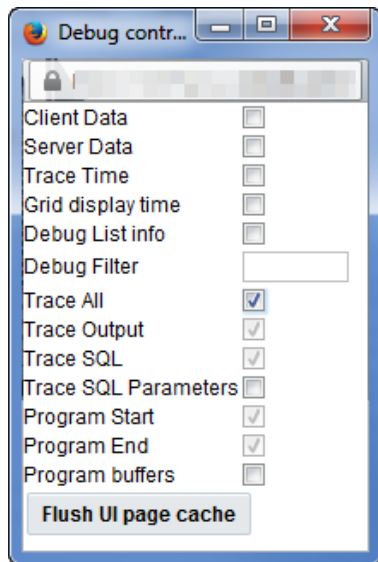 Debug contr...
Client Data
Server Data
Trace Time
Grid display time
Debug List info
Debug Filter
Trace All
Trace Output
Trace SQL
Trace SQL Parameters
Program Start
Program End
Program buffers
Flush UI page cache